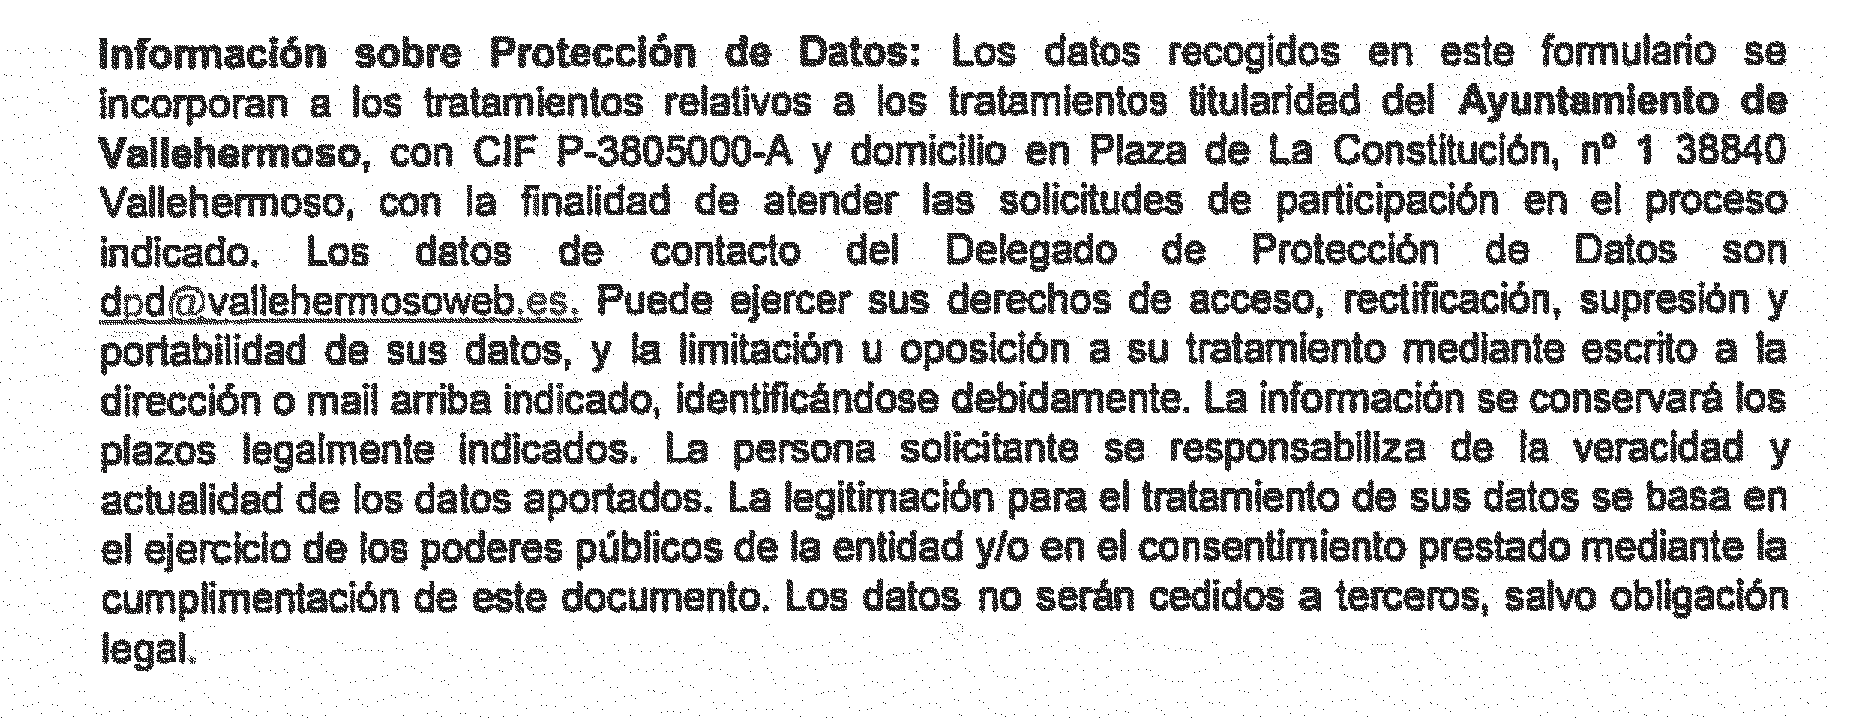 Información sobre Protección de Datos: Los datos recogidos en este formulario se
incorporan a los tratamientos relativos a los tratamientos titularidad del Ayuntamiento de
Vallehermoso, con CIF P-3805000-A y domicilio en Plaza de La Constitución, nº 1 38840
Vallehermoso, con la finalidad de atender las solicitudes de participación en el proceso
indicado. Los datos de contacto del Delegado de Protección de Datos son
dpd@vallehermosoweb.es. Puede ejercer sus derechos de acceso, rectificación, supresión y
portabilidad de sus datos, y la limitación u oposición a su tratamiento mediante escrito a la
dirección o mail arriba indicado, identificándose debidamente. La información se conservará los
plazos legalmente indicados. La persona solicitante se responsabiliza de la veracidad y
actualidad de los datos aportados. La legitimación para el tratamiento de sus datos se basa en
el ejercicio de los poderes públicos de la entidad y/o en el consentimiento prestado mediante la
cumplimentación de este documento. Los datos no serán cedidos a terceros, salvo obligación
legal.